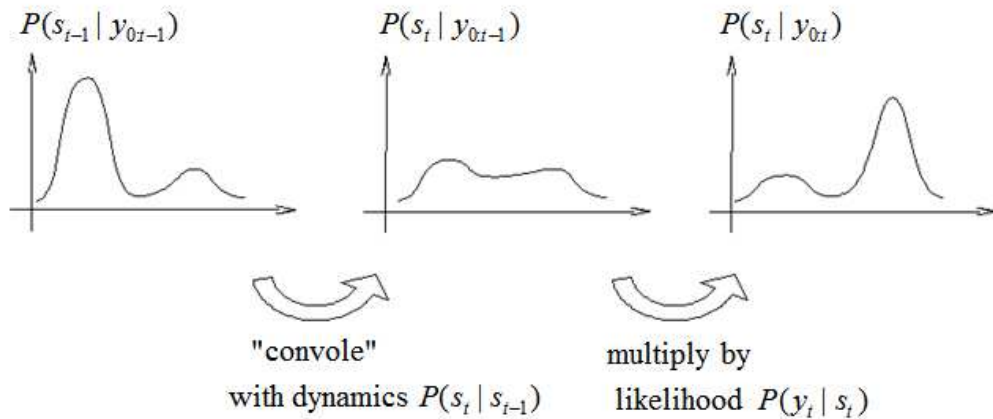 P(s_{t-1} | y_{0:t-1})
P(s_t | y_{0:t-1})
P(s_t | y_{0:t})
"convole"
with dynamics P(s_t | s_{t-1})
multiply by
likelihood P(y_t | s_t)